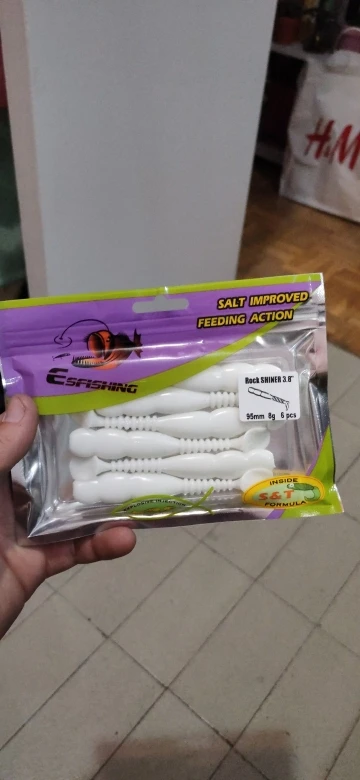 H&M
SALT IMPROVED
FEEDING ACTION
ESFISHING
Rock SHINER 3.8"
95mm 8g 6 pcs
INSIDE
S&T
FORMULA